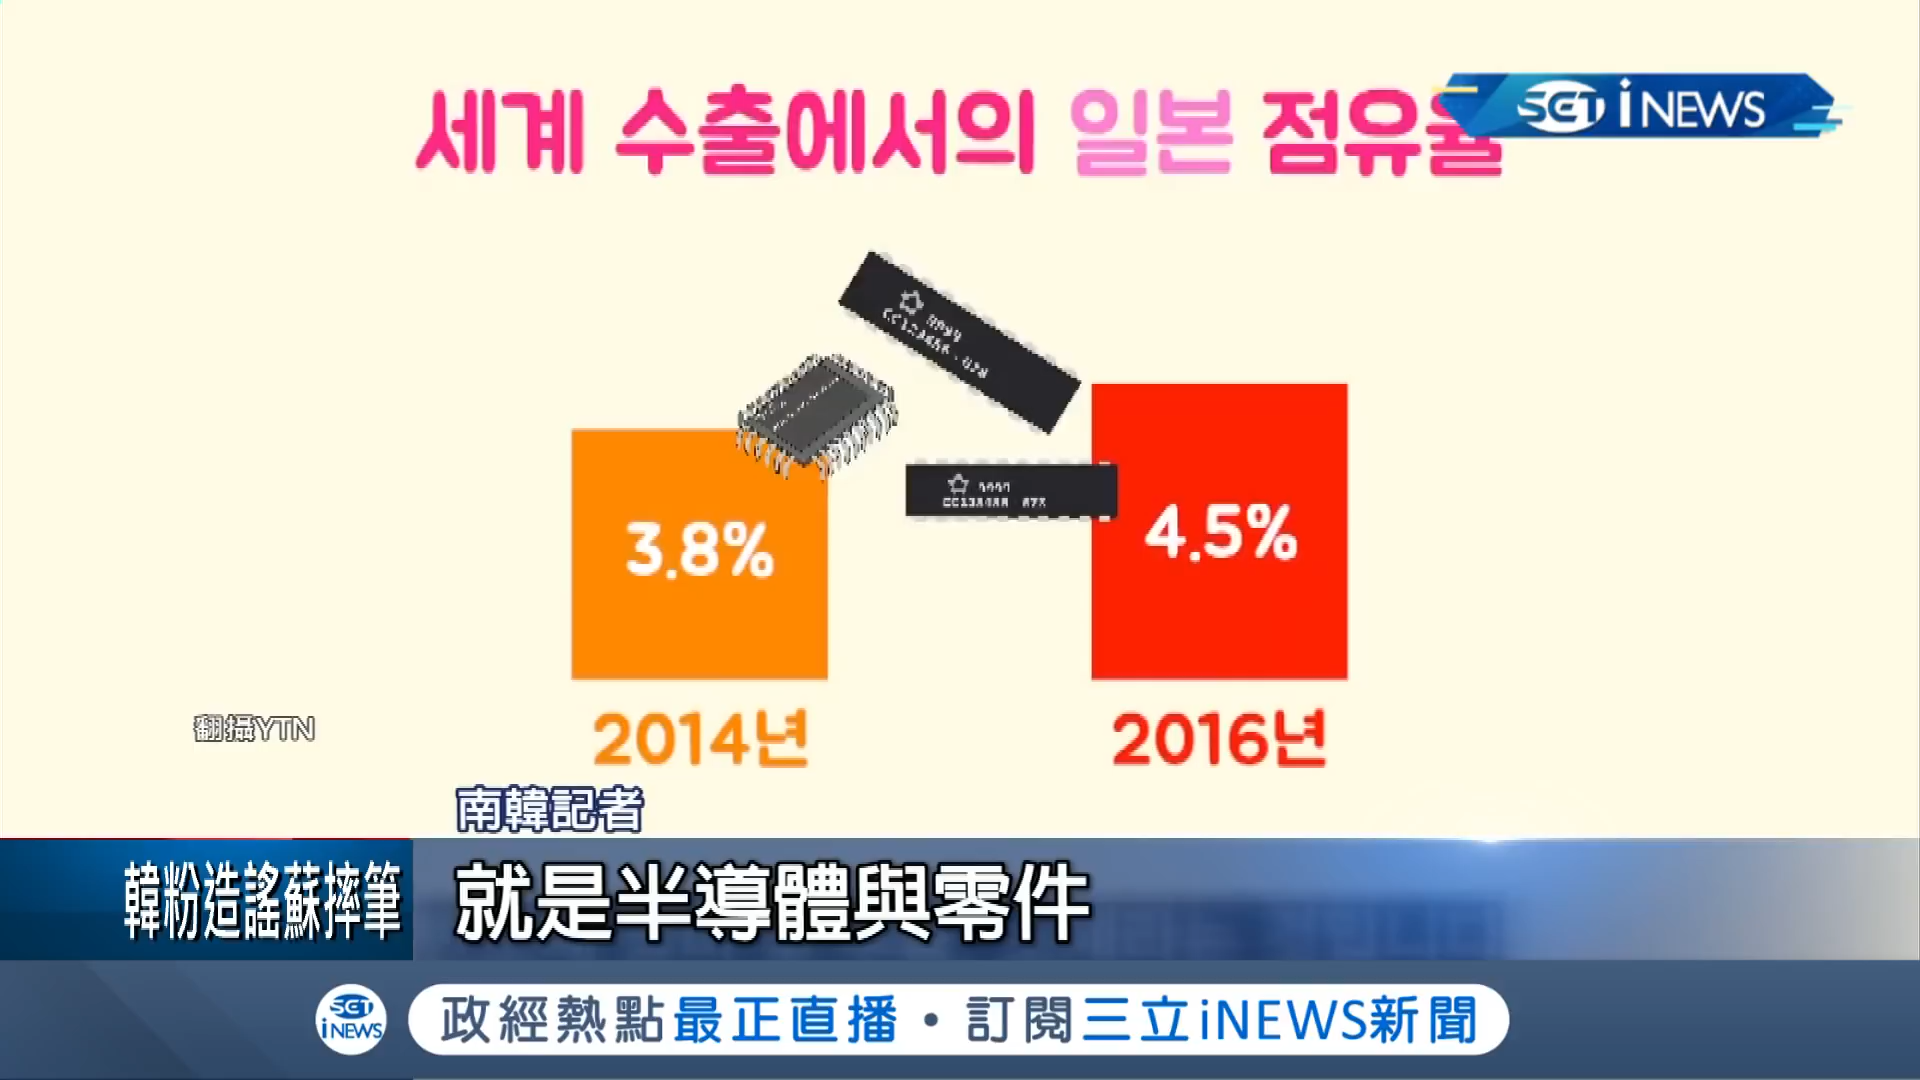 세계 수출에서의 일본 점유율
SET iNEWS
3.8%
4.5%
2014년
2016년
翻攝YTN
南韓記者
韓粉造謠蘇摔筆
就是半導體與零件
SET iNEWS
政經熱點最正直播・訂閱三立iNEWS新聞